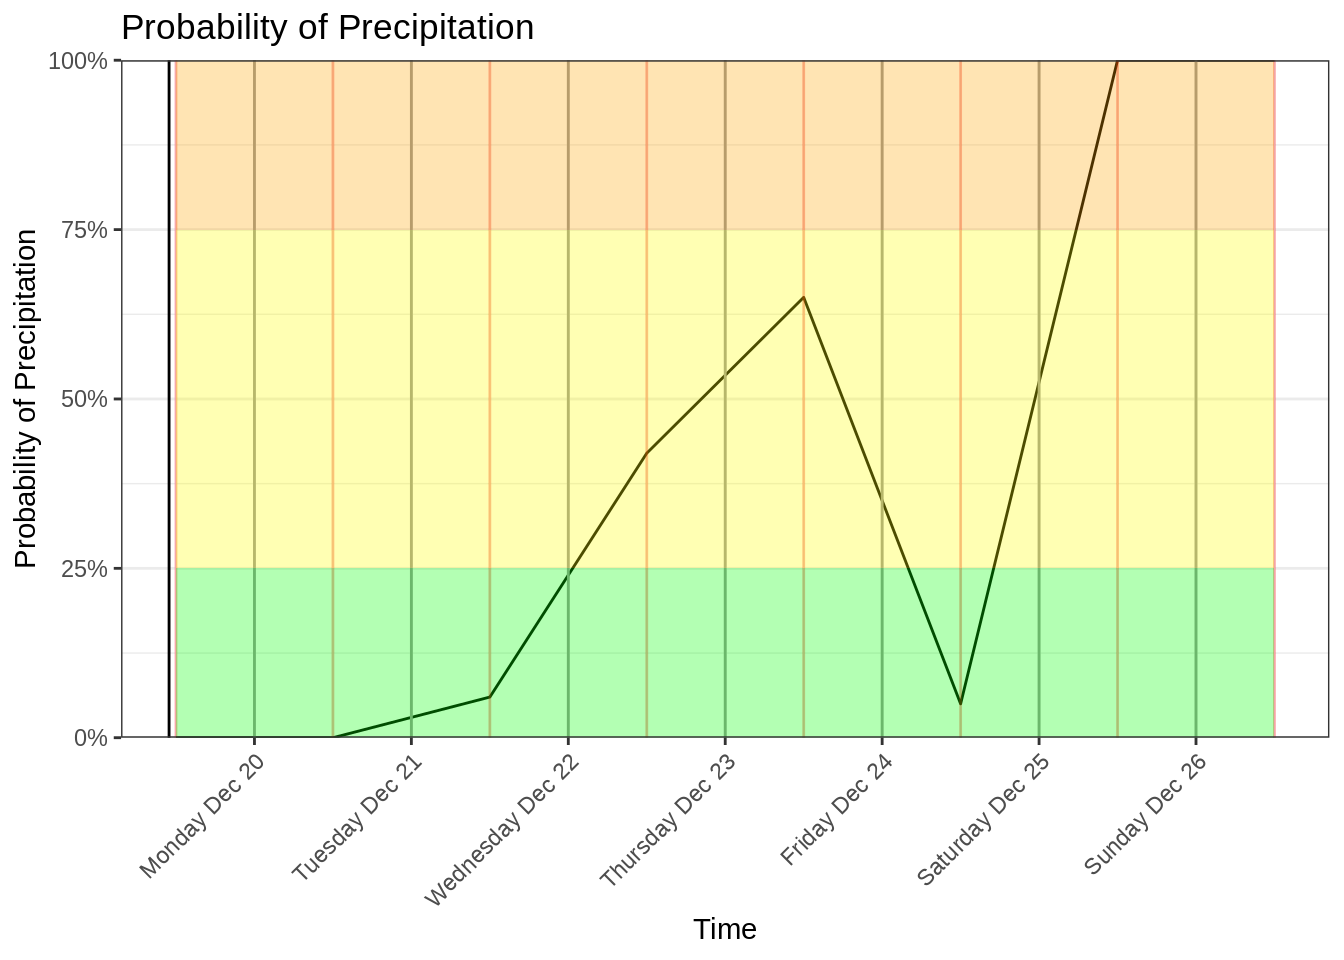 Probability of Precipitation
Probability of Precipitation
100%
75%
50%
25%
0%
Monday Dec 20
Tuesday Dec 21
Wednesday Dec 22
Thursday Dec 23
Friday Dec 24
Saturday Dec 25
Sunday Dec 26
Time